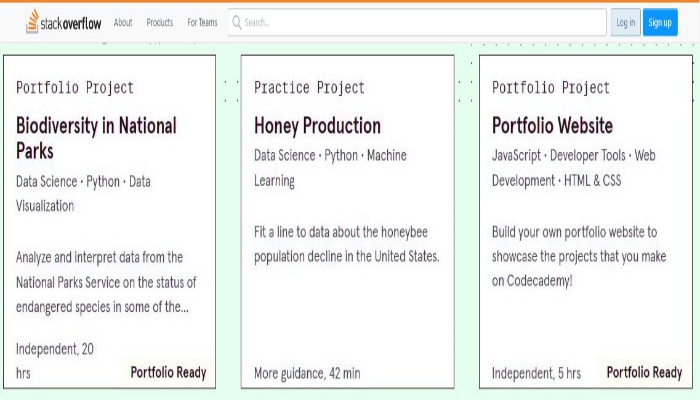 stackoverflow About Products For Teams Search... Log in Sign up
Portfolio Project
Biodiversity in National
Parks
Data Science • Python • Data
Visualization
Analyze and interpret data from the
National Parks Service on the status of
endangered species in some of the...
Independent, 20
hrs
Portfolio Ready
Practice Project
Honey Production
Data Science • Python • Machine
Learning
Fit a line to data about the honeybee
population decline in the United States.
More guidance, 42 min
Portfolio Project
Portfolio Website
JavaScript • Developer Tools • Web
Development • HTML & CSS
Build your own portfolio website to
showcase the projects that you make
on Codecademy!
Independent, 5 hrs
Portfolio Ready